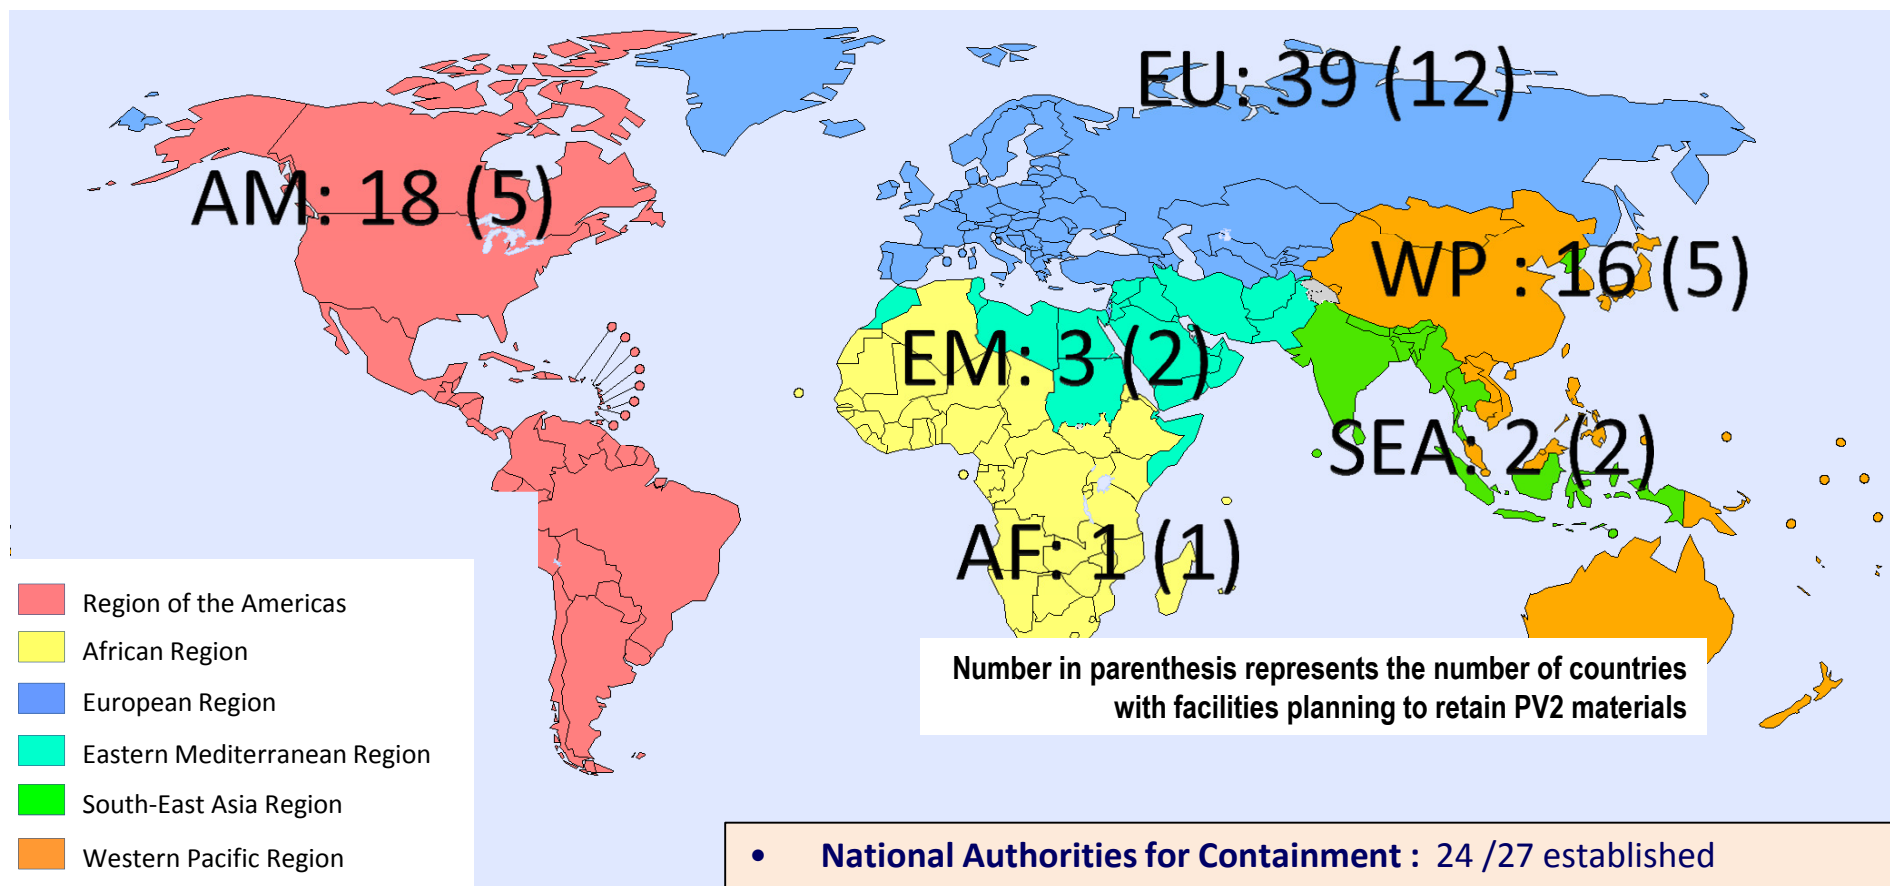 EU: 39 (12)
AM: 18 (5)
WP : 16 (5)
EM: 3 (2)
SEA: 2 (2)
AF: 1 (1)
Region of the Americas
African Region
European Region
Eastern Mediterranean Region
South-East Asia Region
Western Pacific Region
Number in parenthesis represents the number of countries
with facilities planning to retain PV2 materials
• National Authorities for Containment : 24 /27 established